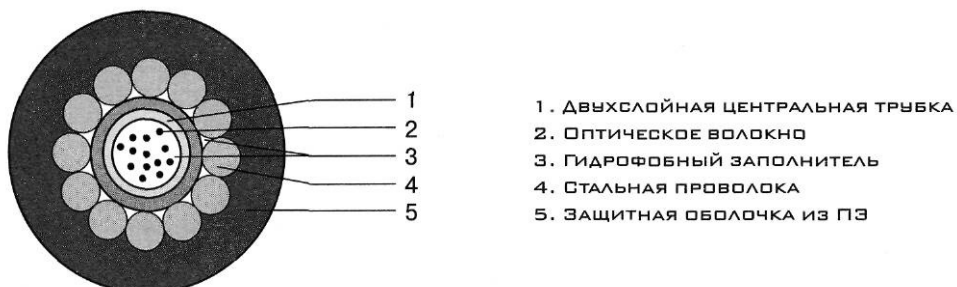 1
2
3
4
5
1. Двухслойная центральная трубка
2. Оптическое волокно
3. Гидрофобный заполнитель
4. Стальная проволока
5. Защитная оболочка из ПЭ